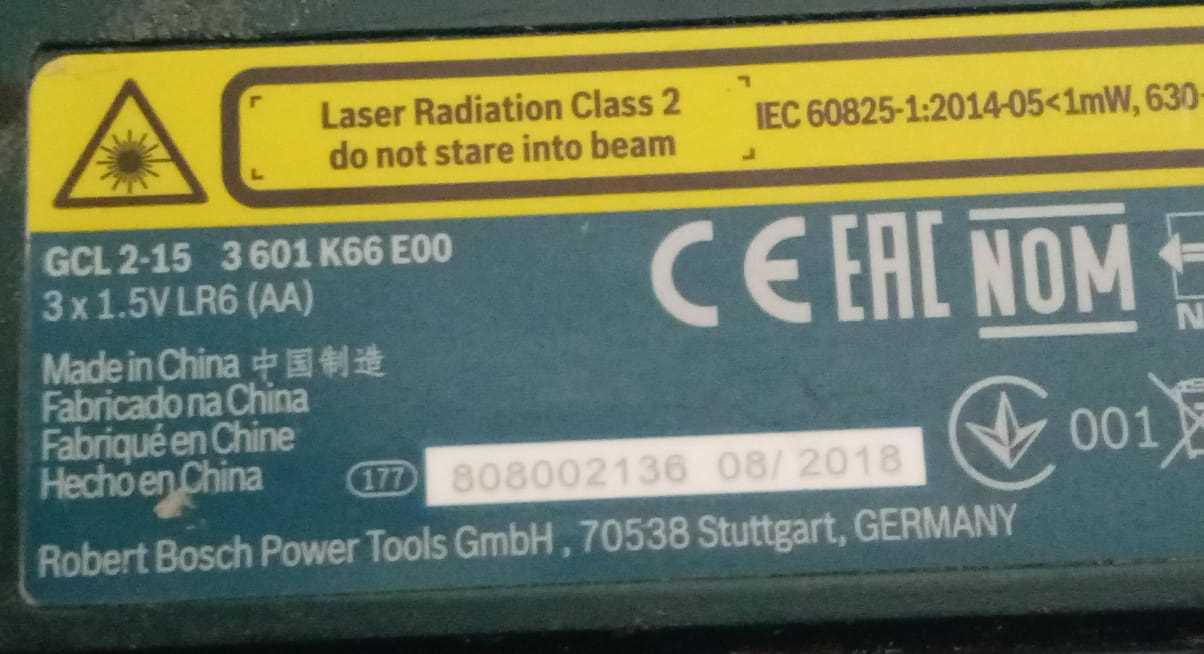 Laser Radiation Class 2
do not stare into beam
IEC 60825-1:2014-05<1mW, 630-
GCL 2-15 3 601 K66 E00
3 x 1.5V LR6 (AA)
CE EAC NOM
N
Made in China 中国制造
Fabricado na China
Fabriqué en Chine
Hecho en China
177 808002136 08/ 2018
001
Robert Bosch Power Tools GmbH , 70538 Stuttgart, GERMANY